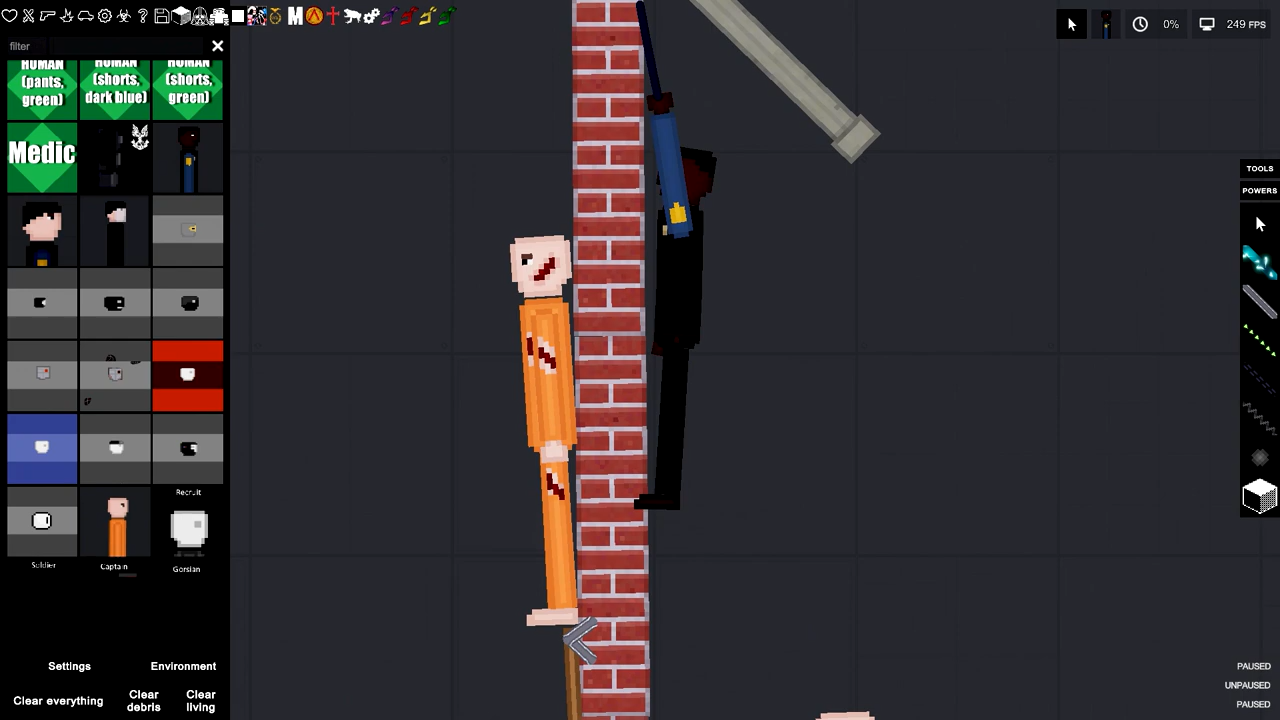 filter
249 FPS
0%
HUMAN
(pants,
green)
HUMAN
(shorts,
dark blue)
HUMAN
(shorts,
green)
Medic
M
TOOLS
POWERS
Recruit
Soldier
Captain
Gorsian
Settings
Environment
Clear everything
Clear
debris
Clear
living
PAUSED
UNPAUSED
PAUSED